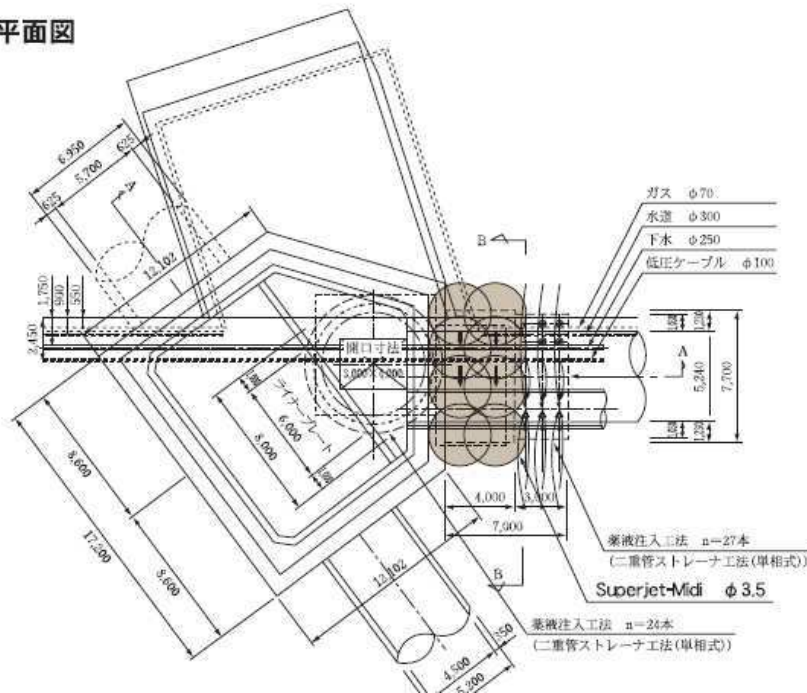 平面図
6,950
625
5,700
625
A
12,102
1,750
900
550
2,450
B
ガス φ70
水道 φ300
下水 φ250
低圧ケーブル φ100
開口寸法
3,000
4,000
A
5,240
7,700
ライナープレート
6,000
8,000
8,600
17,200
8,600
12,102
4,000
3,000
7,000
B
薬液注入工法 n=27本
(二重管ストレーナ工法(単相式))
Superjet-Midi φ3.5
薬液注入工法 n=24本
(二重管ストレーナ工法(単相式))
350
4,500
5,200